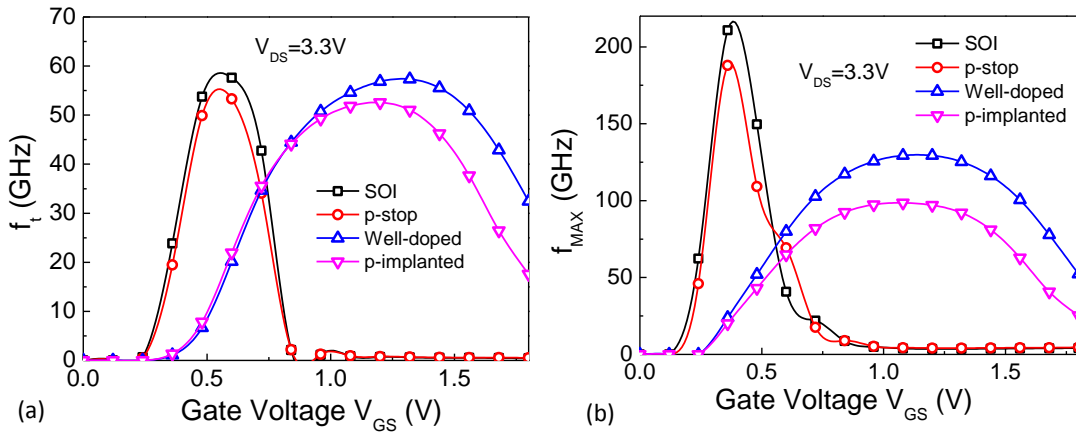 70
60
50
40
30
20
10
0
f_t (GHz)
V_DS=3.3V
SOI
p-stop
Well-doped
p-implanted
0.0 0.5 1.0 1.5
(a) Gate Voltage V_GS (V)
200
150
100
50
0
f_MAX (GHz)
V_DS=3.3V
SOI
p-stop
Well-doped
p-implanted
0.0 0.5 1.0 1.5
(b) Gate Voltage V_GS (V)